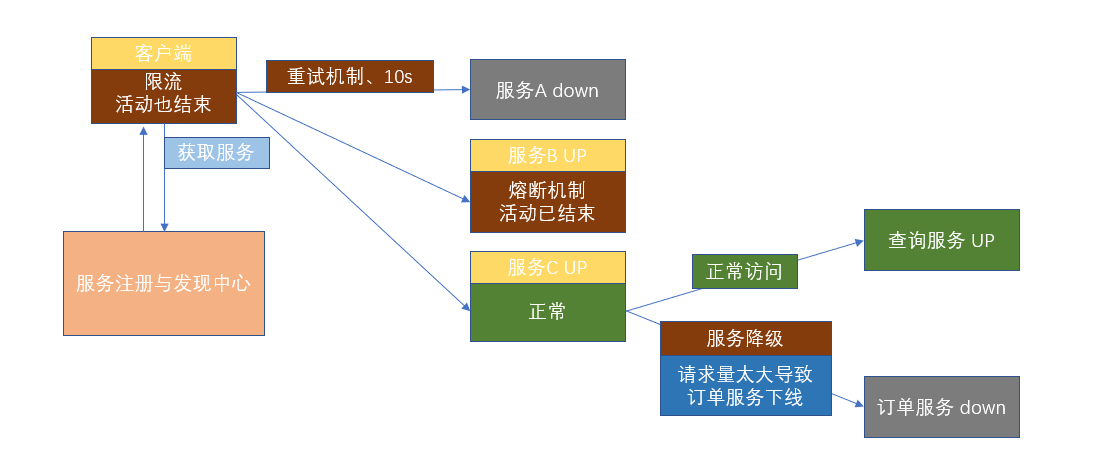 客户端
限流
活动也结束
重试机制、10s
服务A down
获取服务
服务B UP
熔断机制
活动已结束
服务注册与发现中心
服务C UP
正常
正常访问
查询服务 UP
服务降级
请求量太大导致
订单服务下线
订单服务 down